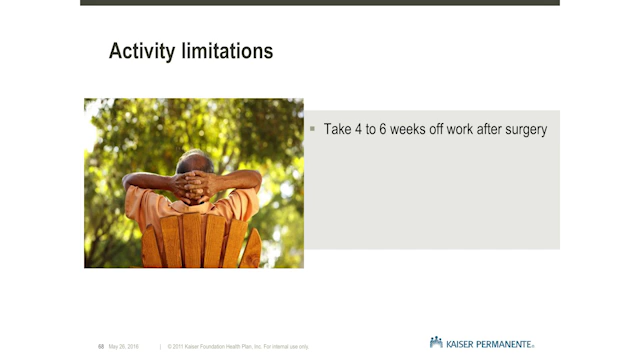 Activity limitations
Take 4 to 6 weeks off work after surgery
68 May 26, 2016 | © 2011 Kaiser Foundation Health Plan, Inc. For internal use only.
KAISER PERMANENTE®